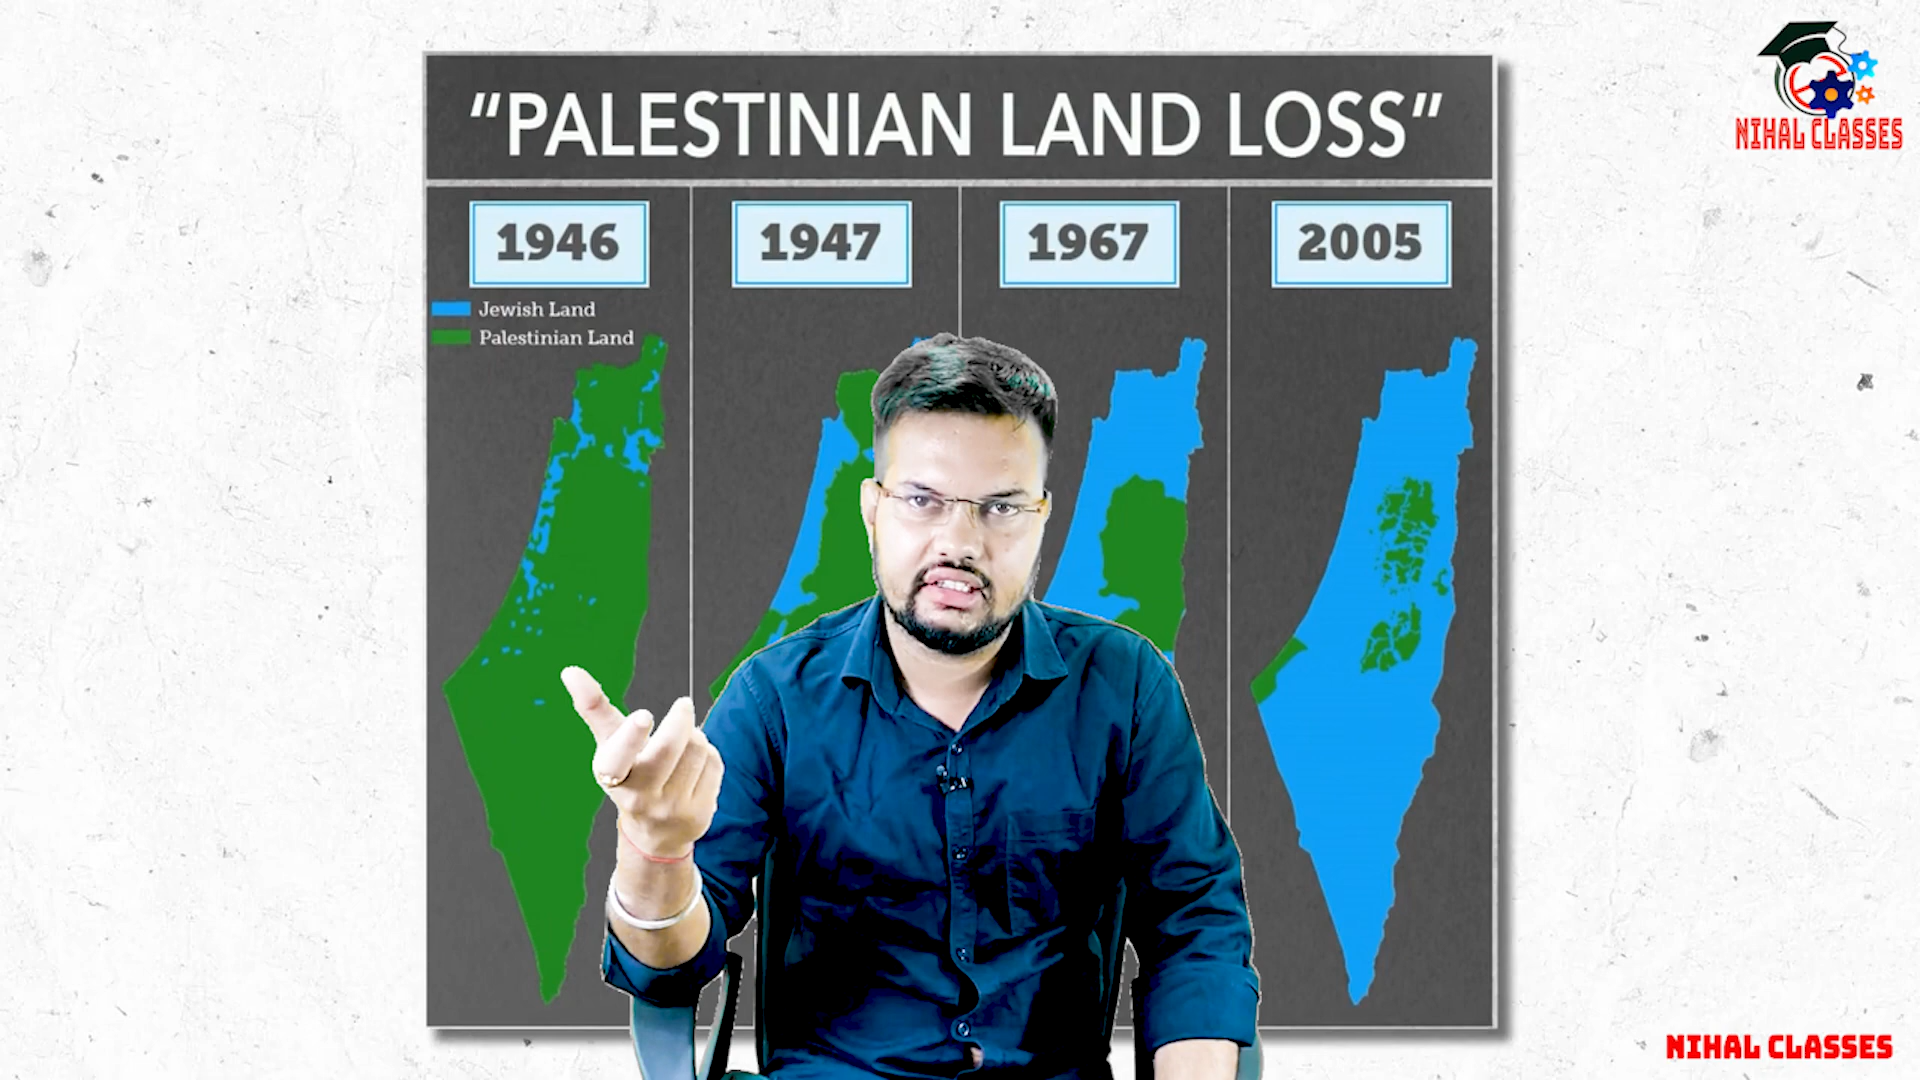 NIHAL CLASSES
“PALESTINIAN LAND LOSS”
1946
1947
1967
2005
Jewish Land
Palestinian Land
NIHAL CLASSES